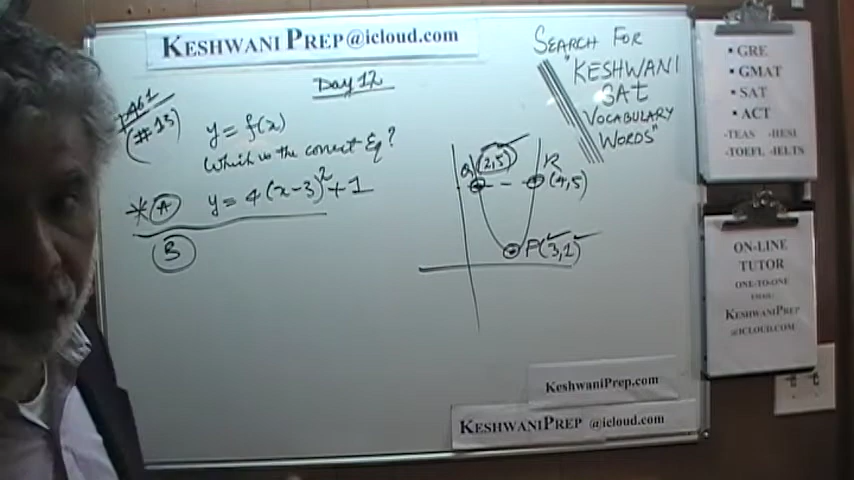 KESHWANI PREP@icloud.com
Day 12
P461
(#13)
y = f(x)
Which is the correct Eq?
*A y = 4(x-3)²+1
B
SEARCH FOR
"KESHWANI
SAT
VOCABULARY
WORDS"
Q (2,5)
R
(4,5)
P(3,1)
• GRE
• GMAT
• SAT
• ACT
-TEAS -HESI
-TOEFL -IELTS
ON-LINE
TUTOR
ONE-TO-ONE
KESHWANIPREP
@ICLOUD.COM
KeshwaniPrep.com
KESHWANIPREP @icloud.com